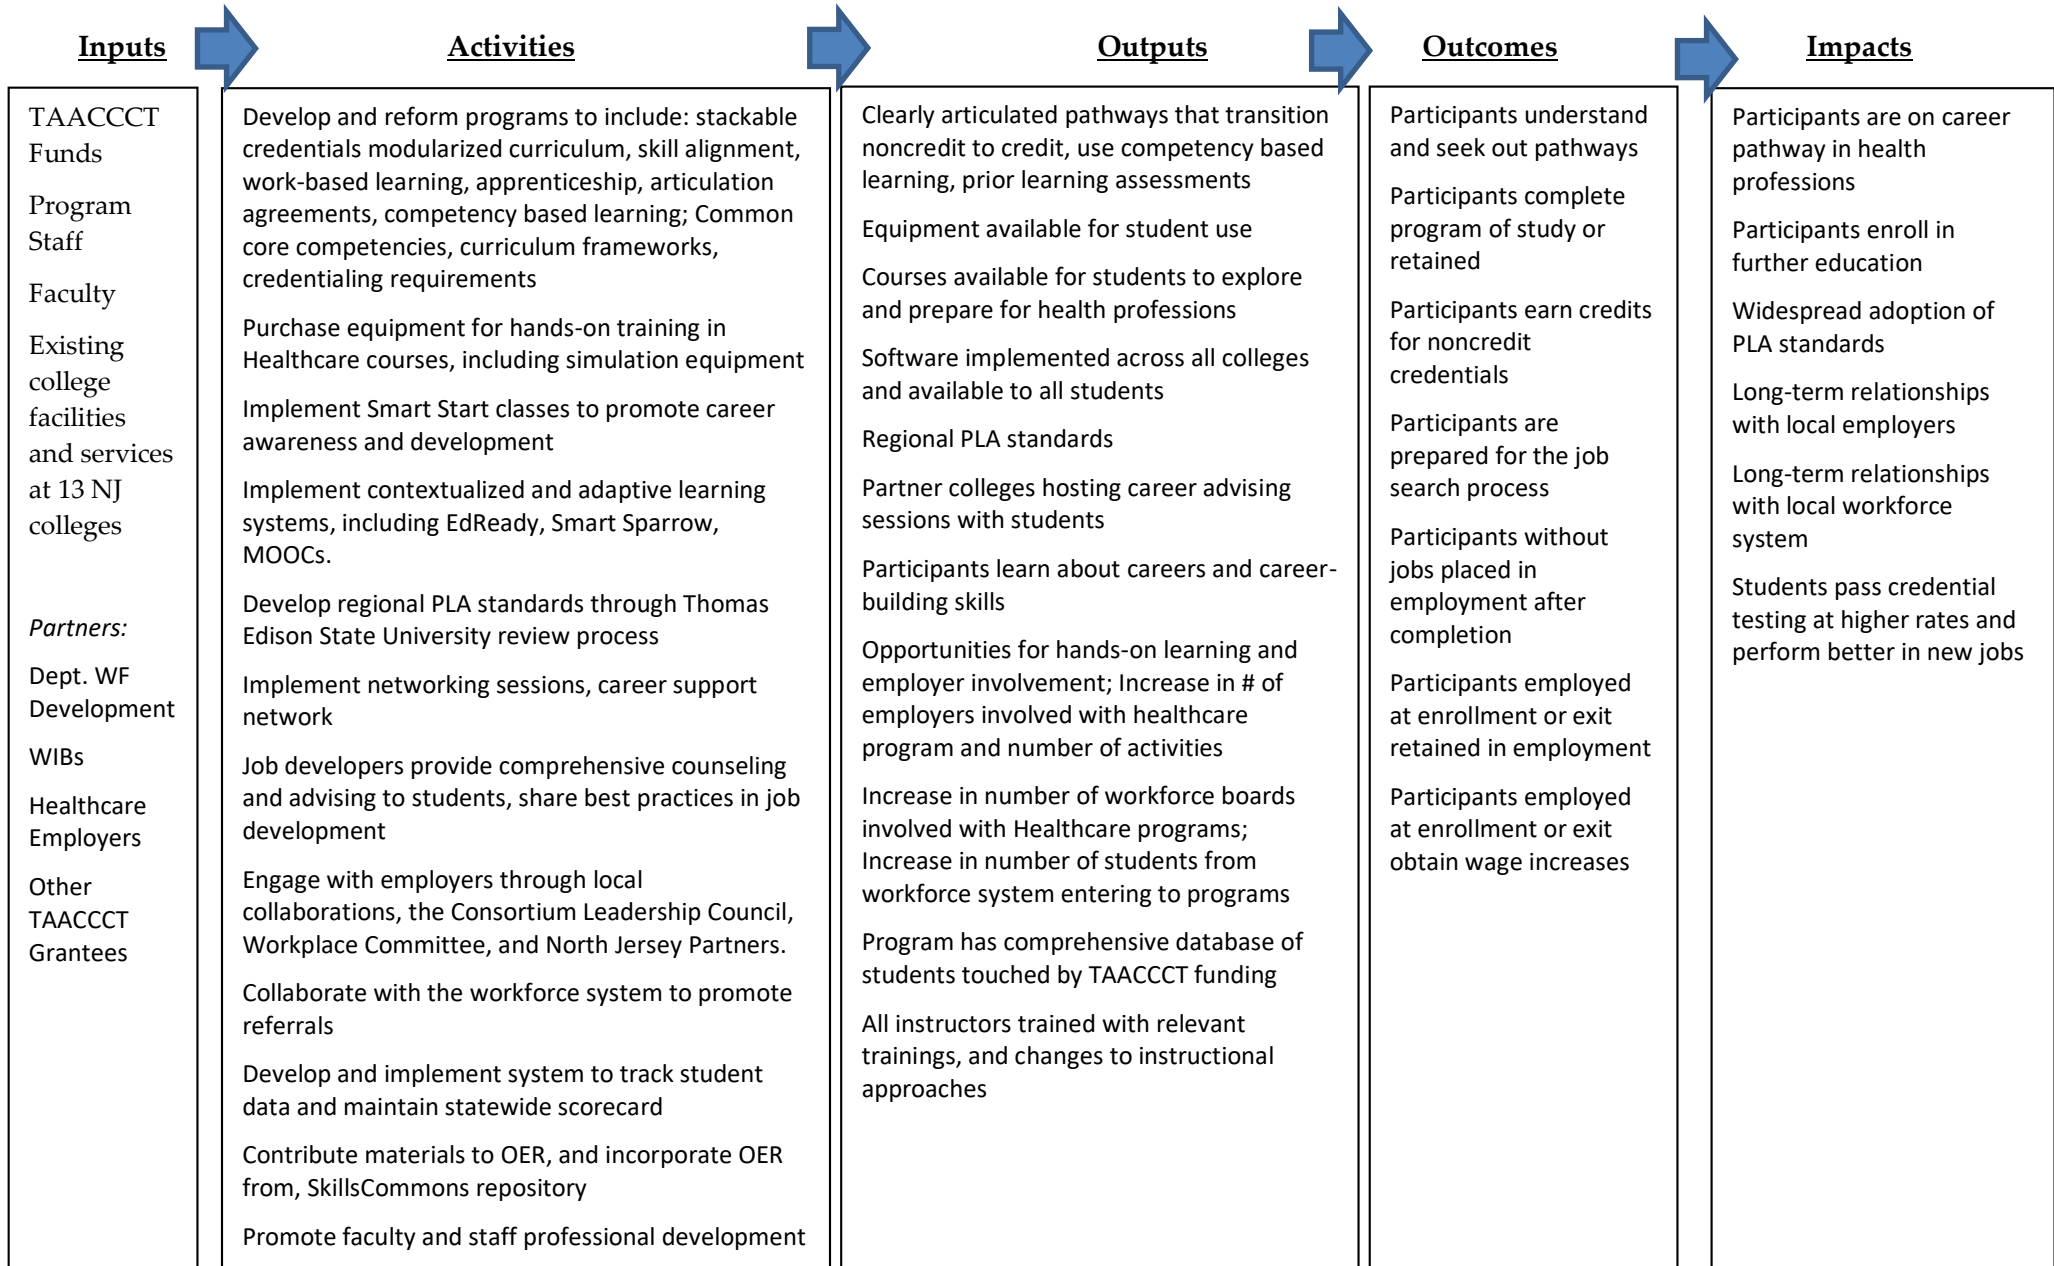 Inputs
Activities
Outputs
Outcomes
Impacts
TAACCCT
Funds
Program
Staff
Faculty
Existing
college
facilities
and services
at 13 NJ
colleges
Partners:
Dept. WF
Development
WIBs
Healthcare
Employers
Other
TAACCCT
Grantees
Develop and reform programs to include: stackable
credentials modularized curriculum, skill alignment,
work-based learning, apprenticeship, articulation
agreements, competency based learning; Common
core competencies, curriculum frameworks,
credentialing requirements
Purchase equipment for hands-on training in
Healthcare courses, including simulation equipment
Implement Smart Start classes to promote career
awareness and development
Implement contextualized and adaptive learning
systems, including EdReady, Smart Sparrow,
MOOCs.
Develop regional PLA standards through Thomas
Edison State University review process
Implement networking sessions, career support
network
Job developers provide comprehensive counseling
and advising to students, share best practices in job
development
Engage with employers through local
collaborations, the Consortium Leadership Council,
Workplace Committee, and North Jersey Partners.
Collaborate with the workforce system to promote
referrals
Develop and implement system to track student
data and maintain statewide scorecard
Contribute materials to OER, and incorporate OER
from, SkillsCommons repository
Promote faculty and staff professional development
Clearly articulated pathways that transition
noncredit to credit, use competency based
learning, prior learning assessments
Equipment available for student use
Courses available for students to explore
and prepare for health professions
Software implemented across all colleges
and available to all students
Regional PLA standards
Partner colleges hosting career advising
sessions with students
Participants learn about careers and career-
building skills
Opportunities for hands-on learning and
employer involvement; Increase in # of
employers involved with healthcare
program and number of activities
Increase in number of workforce boards
involved with Healthcare programs;
Increase in number of students from
workforce system entering to programs
Program has comprehensive database of
students touched by TAACCCT funding
All instructors trained with relevant
trainings, and changes to instructional
approaches
Participants understand
and seek out pathways
Participants complete
program of study or
retained
Participants earn credits
for noncredit
credentials
Participants are
prepared for the job
search process
Participants without
jobs placed in
employment after
completion
Participants employed
at enrollment or exit
retained in employment
Participants employed
at enrollment or exit
obtain wage increases
Participants are on career
pathway in health
professions
Participants enroll in
further education
Widespread adoption of
PLA standards
Long-term relationships
with local employers
Long-term relationships
with local workforce
system
Students pass credential
testing at higher rates and
perform better in new jobs